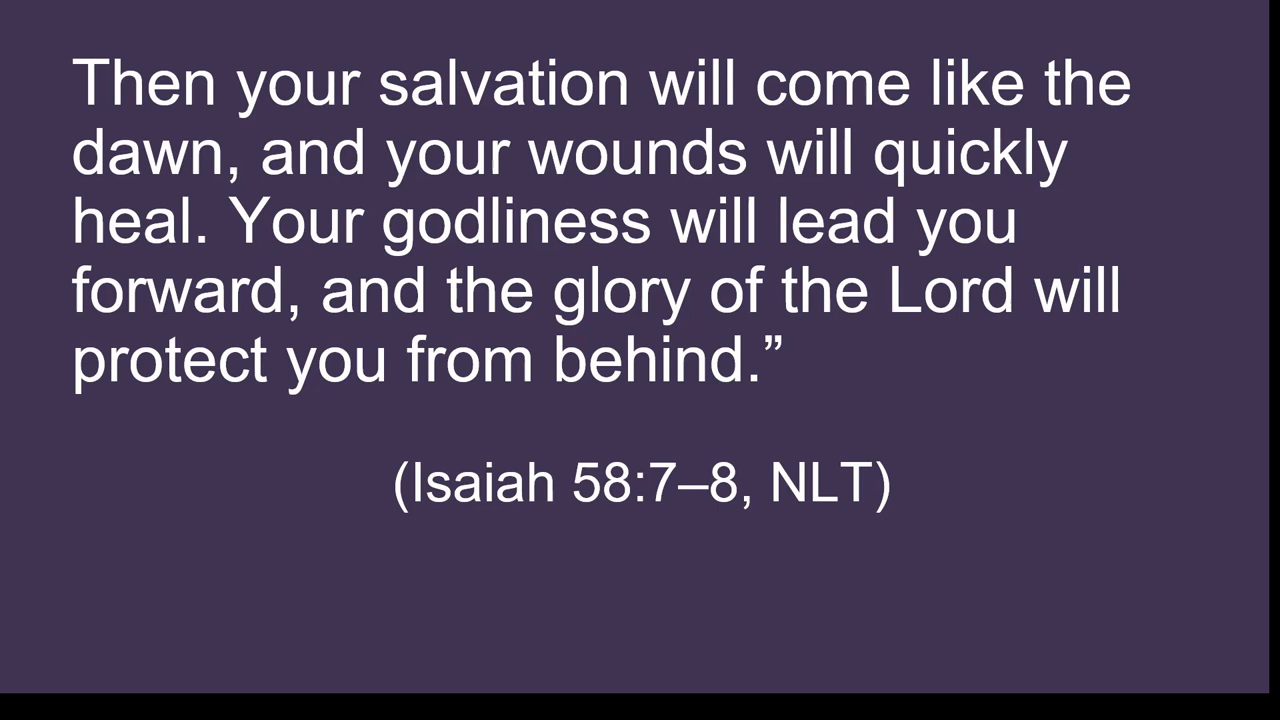 Then your salvation will come like the
dawn, and your wounds will quickly
heal. Your godliness will lead you
forward, and the glory of the Lord will
protect you from behind.”
(Isaiah 58:7–8, NLT)